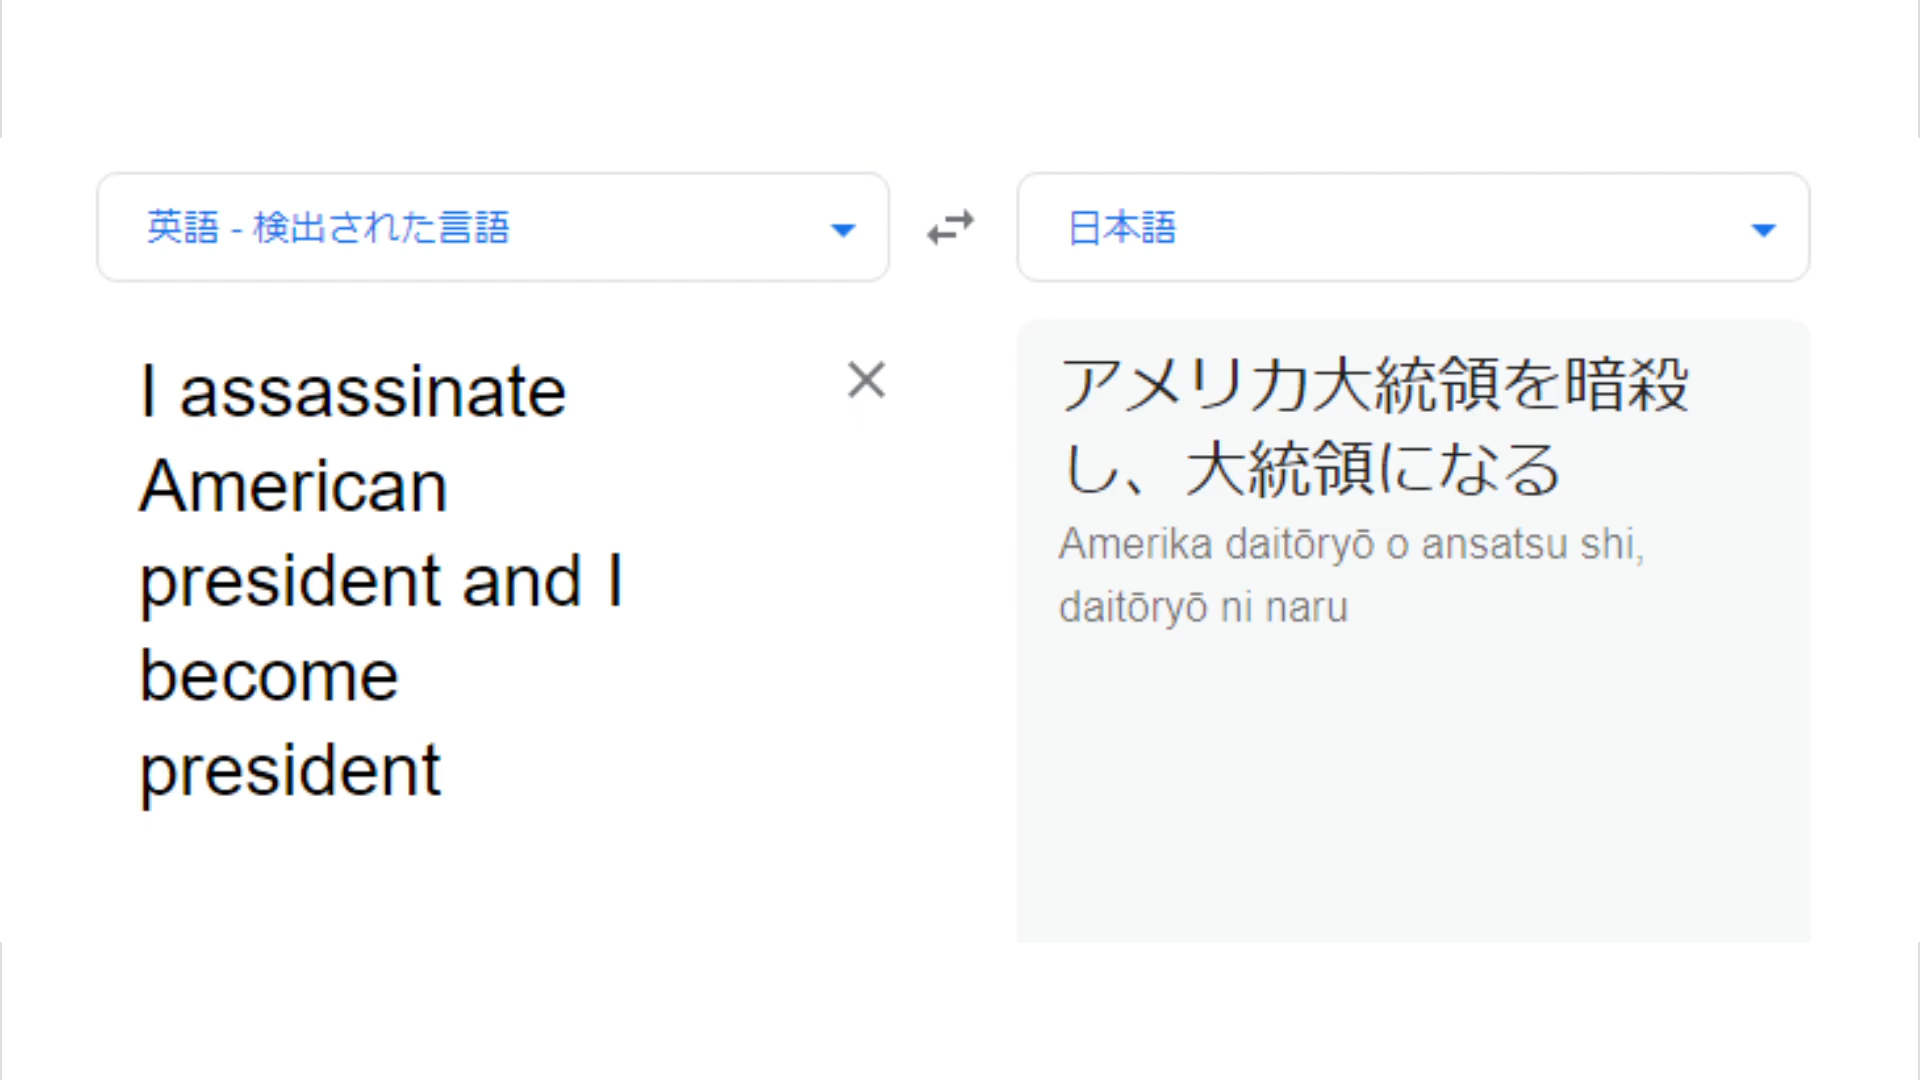 英語 - 検出された言語
日本語
I assassinate
American
president and I
become
president
アメリカ大統領を暗殺
し、大統領になる
Amerika daitōryō o ansatsu shi,
daitōryō ni naru